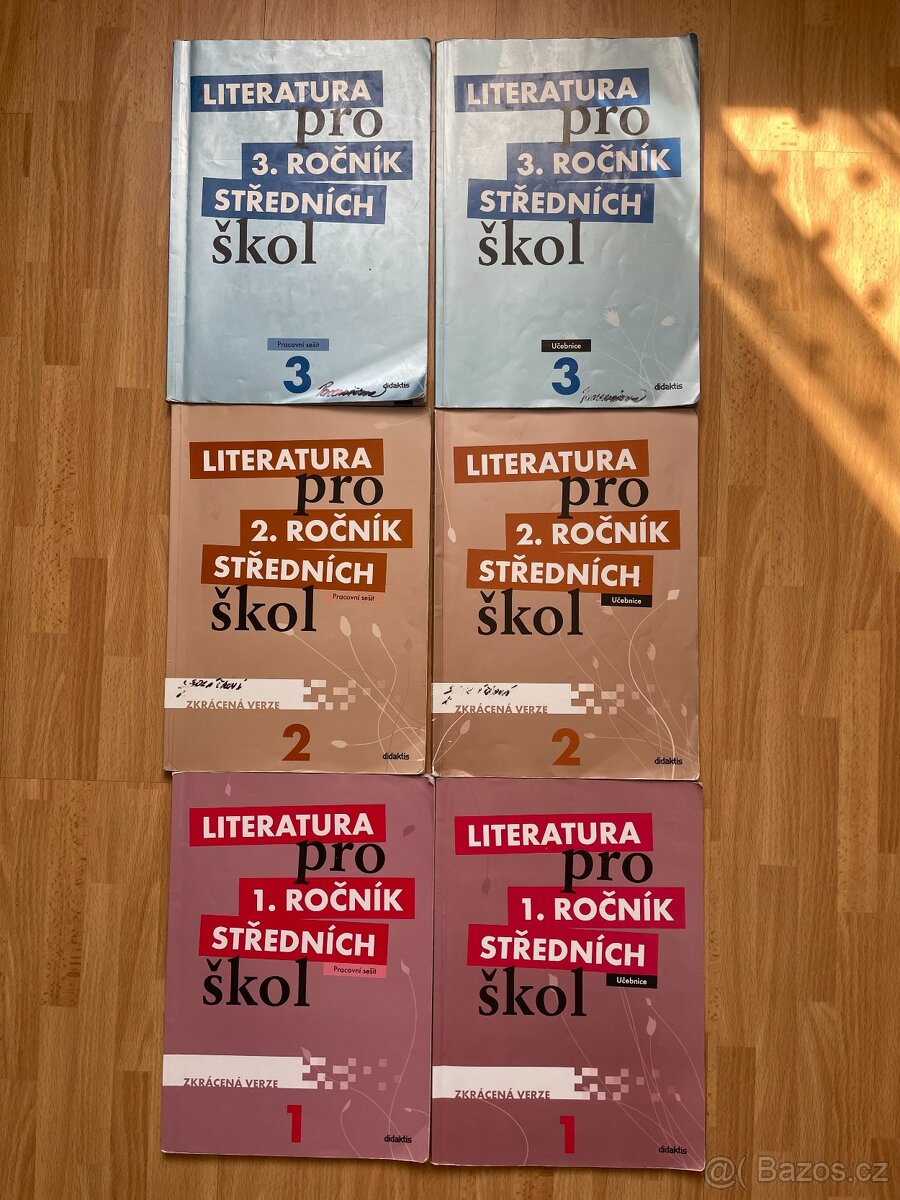 LITERATURA
pro
3. ROČNÍK
STŘEDNÍCH
škol
Pracovní sešit
3
didaktis
LITERATURA
pro
3. ROČNÍK
STŘEDNÍCH
škol
Učebnice
3
didaktis
LITERATURA
pro
2. ROČNÍK
STŘEDNÍCH
Pracovní sešit
škol
ZKRÁCENÁ VERZE
2
didaktis
LITERATURA
pro
2. ROČNÍK
STŘEDNÍCH
Učebnice
škol
ZKRÁCENÁ VERZE
2
didaktis
LITERATURA
pro
1. ROČNÍK
STŘEDNÍCH
Pracovní sešit
škol
ZKRÁCENÁ VERZE
1
didaktis
LITERATURA
pro
1. ROČNÍK
STŘEDNÍCH
Učebnice
škol
ZKRÁCENÁ VERZE
1
didaktis
@( Bazos.cz